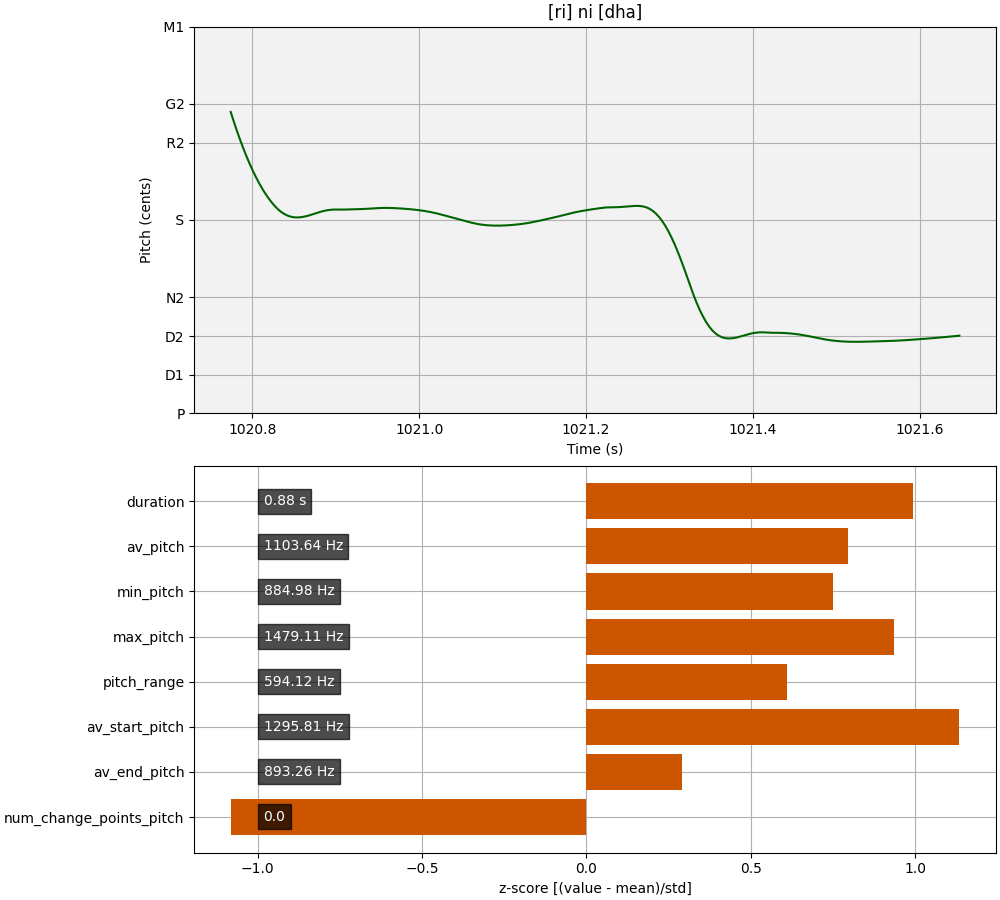 [ri] ni [dha]
M1
G2
R2
S
N2
D2
D1
P
Pitch (cents)
1020.8 1021.0 1021.2 1021.4 1021.6
Time (s)
duration 0.88 s
av_pitch 1103.64 Hz
min_pitch 884.98 Hz
max_pitch 1479.11 Hz
pitch_range 594.12 Hz
av_start_pitch 1295.81 Hz
av_end_pitch 893.26 Hz
num_change_points_pitch 0.0
−1.0 −0.5 0.0 0.5 1.0
z-score [(value - mean)/std]